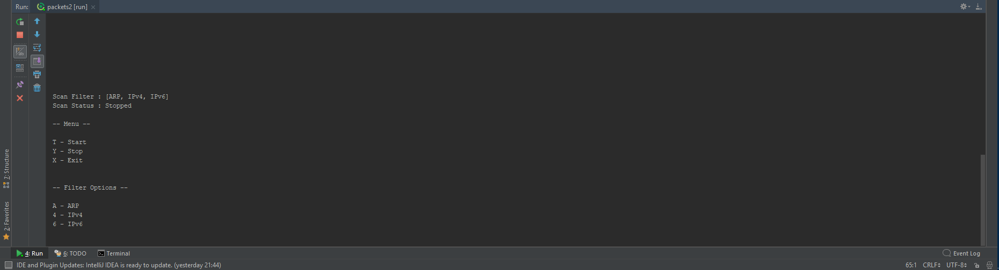 Run: packets2 [run]
Scan Filter : [ARP, IPv4, IPv6]
Scan Status : Stopped
-- Menu --
T - Start
Y - Stop
X - Exit
-- Filter Options --
A - ARP
4 - IPv4
6 - IPv6
7: Structure
2: Favorites
4: Run 6: TODO Terminal Event Log
IDE and Plugin Updates: IntelliJ IDEA is ready to update. (yesterday 21:44) 65:1 CRLF UTF-8